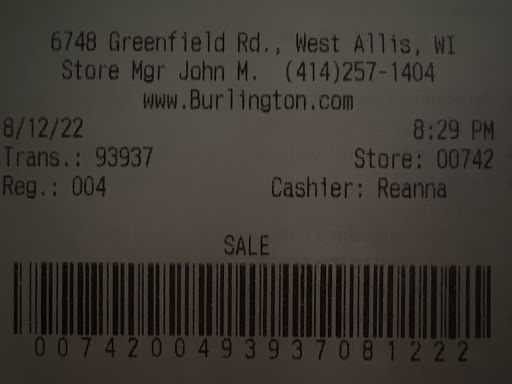 6748 Greenfield Rd., West Allis, WI
Store Mgr John M. (414)257-1404
www.Burlington.com
8/12/22 8:29 PM
Trans.: 93937 Store: 00742
Reg.: 004 Cashier: Reanna
SALE
0074200493937081222